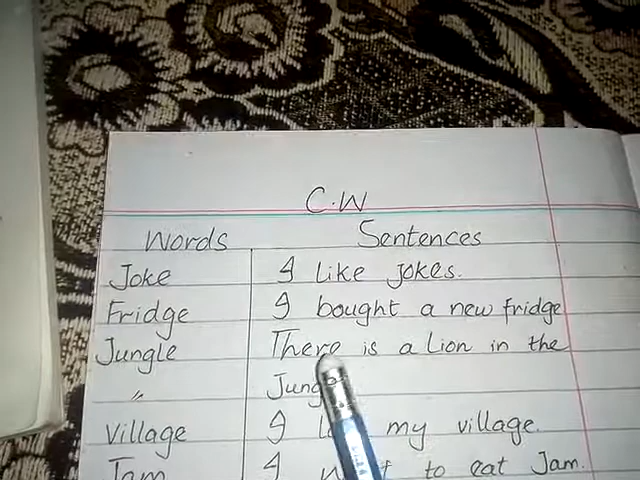 C.W
Words Sentences
Joke I like jokes.
Fridge I bought a new fridge
Jungle There is a Lion in the
〃 Jungle
Village I my village.
Jam I to eat Jam.